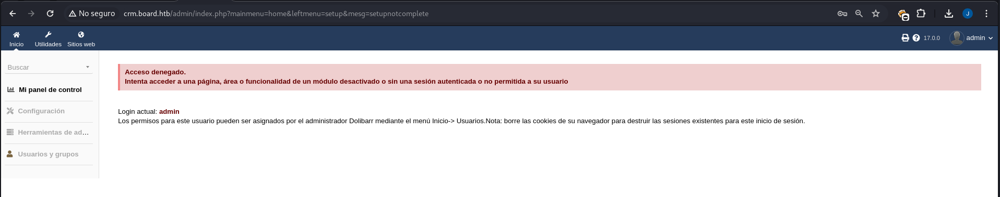 No seguro crm.board.htb/admin/index.php?mainmenu=home&leftmenu=setup&mesg=setupnotcomplete J
Inicio Utilidades Sitios web 17.0.0 admin
Buscar
Mi panel de control
Configuración
Herramientas de ad...
Usuarios y grupos
Acceso denegado.
Intenta acceder a una página, área o funcionalidad de un módulo desactivado o sin una sesión autenticada o no permitida a su usuario
Login actual: admin
Los permisos para este usuario pueden ser asignados por el administrador Dolibarr mediante el menú Inicio-> Usuarios.Nota: borre las cookies de su navegador para destruir las sesiones existentes para este inicio de sesión.